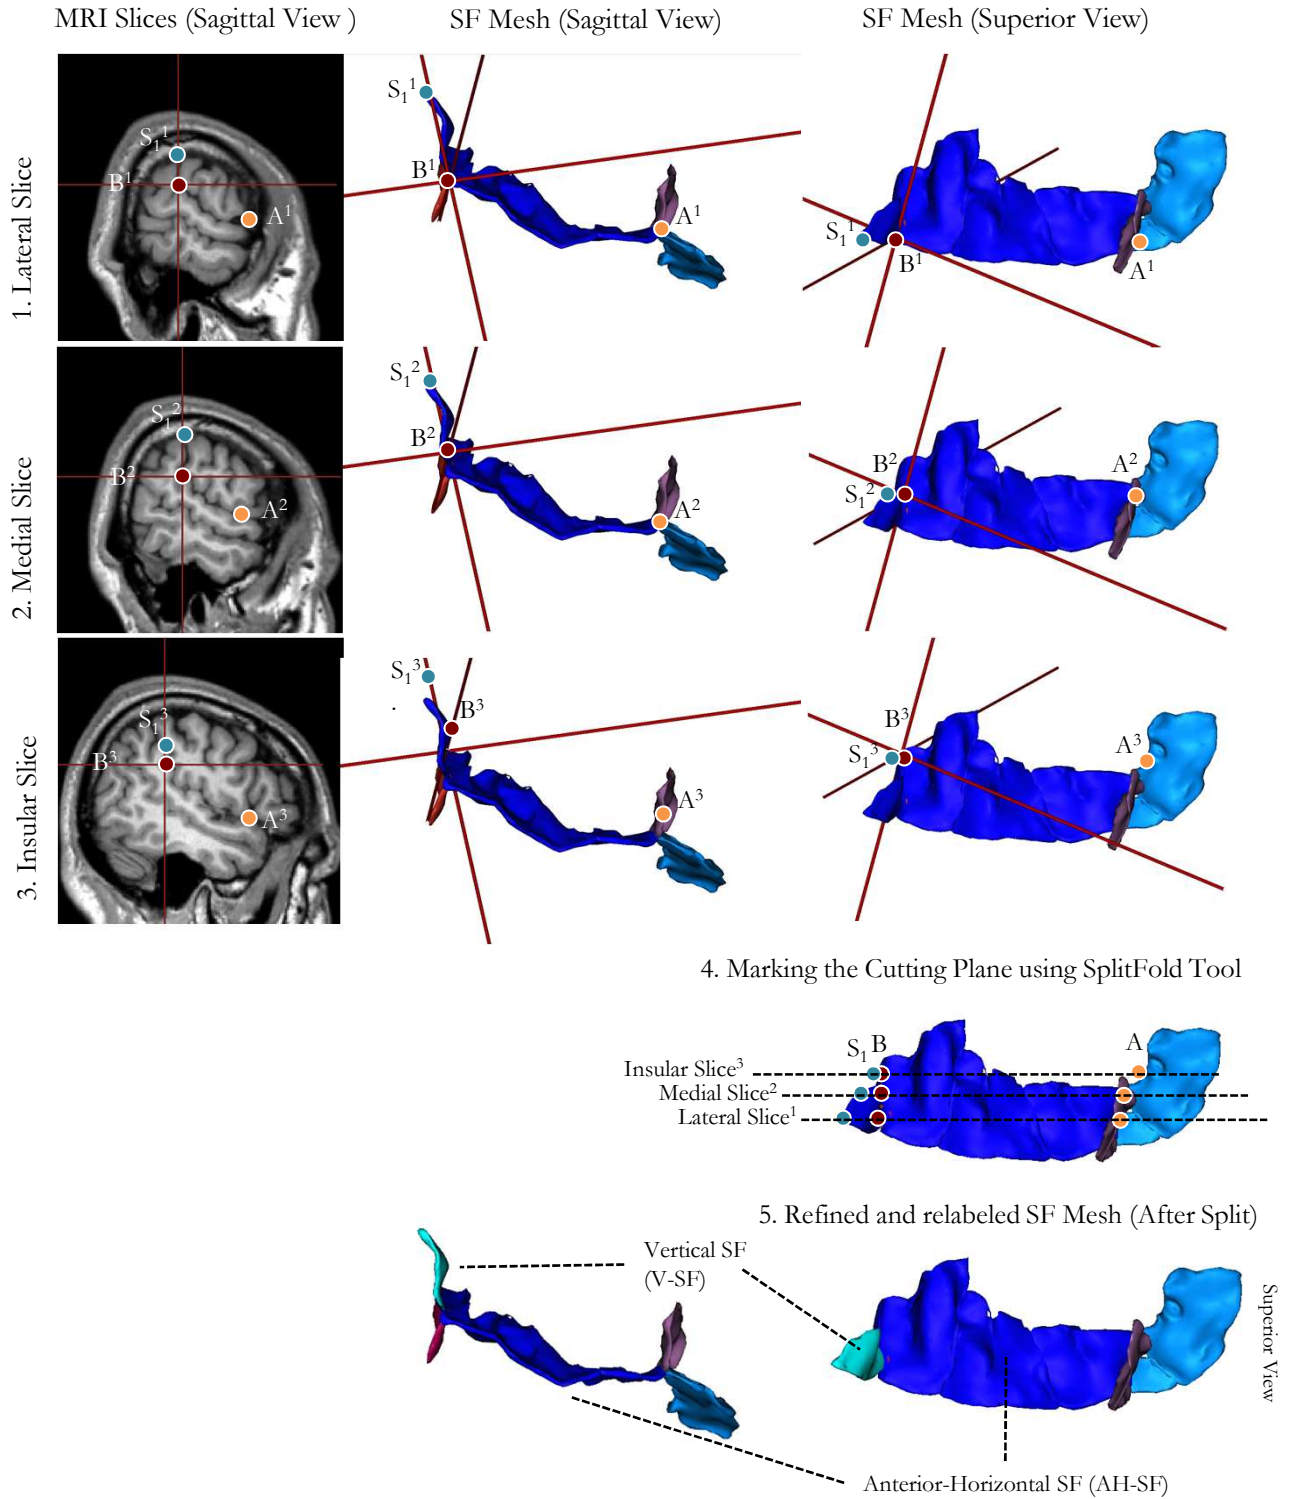 MRI Slices (Sagittal View )
SF Mesh (Sagittal View)
SF Mesh (Superior View)
1. Lateral Slice
S₁¹
B¹
A¹
S₁¹
B¹
A¹
S₁¹
B¹
A¹
2. Medial Slice
S₁²
B²
A²
S₁²
B²
A²
B²
S₁²
A²
3. Insular Slice
S₁³
B³
A³
S₁³
B³
A³
B³
S₁³
A³
4. Marking the Cutting Plane using SplitFold Tool
S₁ B
A
Insular Slice³
Medial Slice²
Lateral Slice¹
5. Refined and relabeled SF Mesh (After Split)
Vertical SF
(V-SF)
Superior View
Anterior-Horizontal SF (AH-SF)